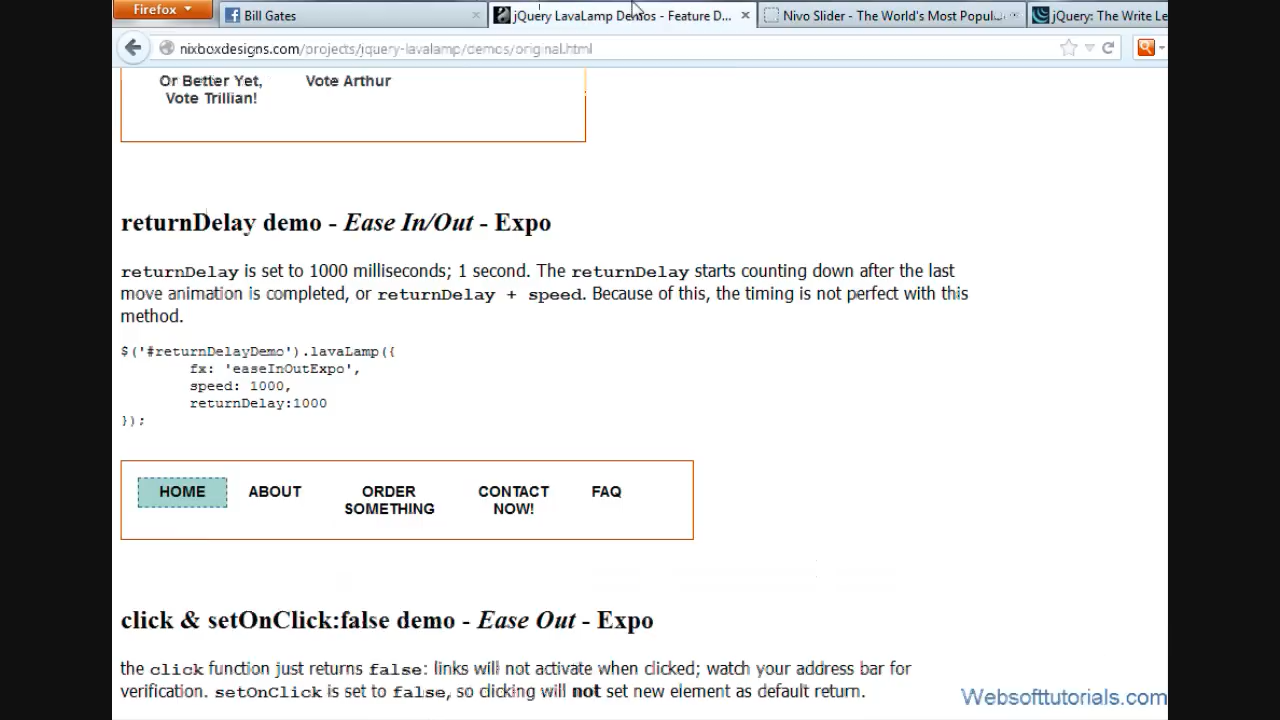 Firefox
Bill Gates
jQuery LavaLamp Demos - Feature D...
Nivo Slider - The World's Most Popul...
jQuery: The Write Le
nixboxdesigns.com/projects/jquery-lavalamp/demos/original.html
Or Better Yet, Vote Arthur
Vote Trillian!
returnDelay demo - Ease In/Out - Expo
returnDelay is set to 1000 milliseconds; 1 second. The returnDelay starts counting down after the last
move animation is completed, or returnDelay + speed. Because of this, the timing is not perfect with this
method.
$('#returnDelayDemo').lavaLamp({
fx: 'easeInOutExpo',
speed: 1000,
returnDelay:1000
});
HOME ABOUT ORDER CONTACT FAQ
SOMETHING NOW!
click & setOnClick:false demo - Ease Out - Expo
the click function just returns false: links will not activate when clicked; watch your address bar for
verification. setOnClick is set to false, so clicking will not set new element as default return.
Websofttutorials.com